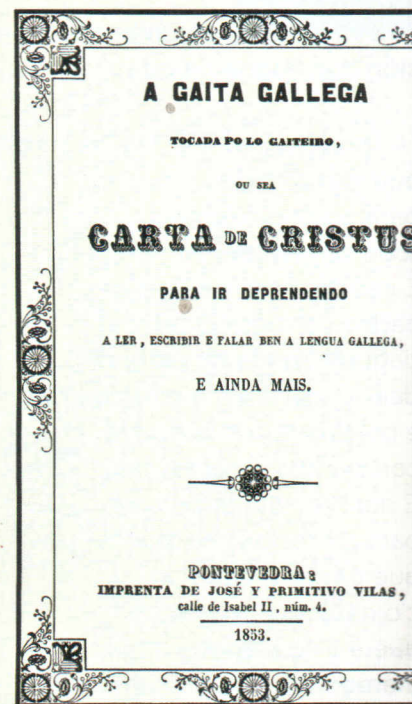 A GAITA GALLEGA
TOCADA PO LO GAITEIRO,
OU SEA
CARTA DE CRISTUS
PARA IR DEPRENDENDO
A LER, ESCRIBIR E FALAR BEN A LENGUA GALLEGA,
E AINDA MAIS.
PONTEVEDRA:
IMPRENTA DE JOSÉ Y PRIMITIVO VILAS,
calle de Isabel II, núm. 4.
1853.